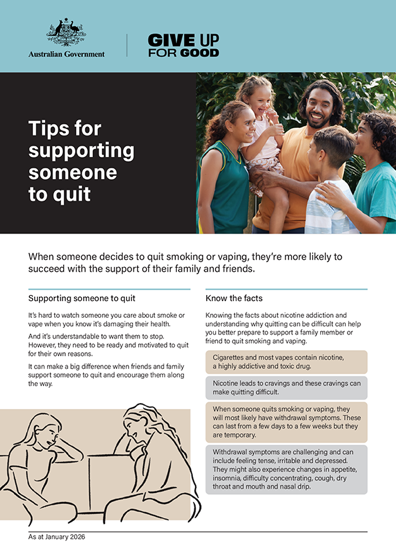 Australian Government
GIVE UP
FOR GOOD
Tips for
supporting
someone
to quit
When someone decides to quit smoking or vaping, they're more likely to
succeed with the support of their family and friends.
Supporting someone to quit
It's hard to watch someone you care about smoke or
vape when you know it's damaging their health.
And it's understandable to want them to stop.
However, they need to be ready and motivated to quit
for their own reasons.
It can make a big difference when friends and family
support someone to quit and encourage them along
the way.
Know the facts
Knowing the facts about nicotine addiction and
understanding why quitting can be difficult can help
you better prepare to support a family member or
friend to quit smoking and vaping.
Cigarettes and most vapes contain nicotine,
a highly addictive and toxic drug.
Nicotine leads to cravings and these cravings can
make quitting difficult.
When someone quits smoking or vaping, they
will most likely have withdrawal symptoms. These
can last from a few days to a few weeks but they
are temporary.
Withdrawal symptoms are challenging and can
include feeling tense, irritable and depressed.
They might also experience changes in appetite,
insomnia, difficulty concentrating, cough, dry
throat and mouth and nasal drip.
As at January 2026